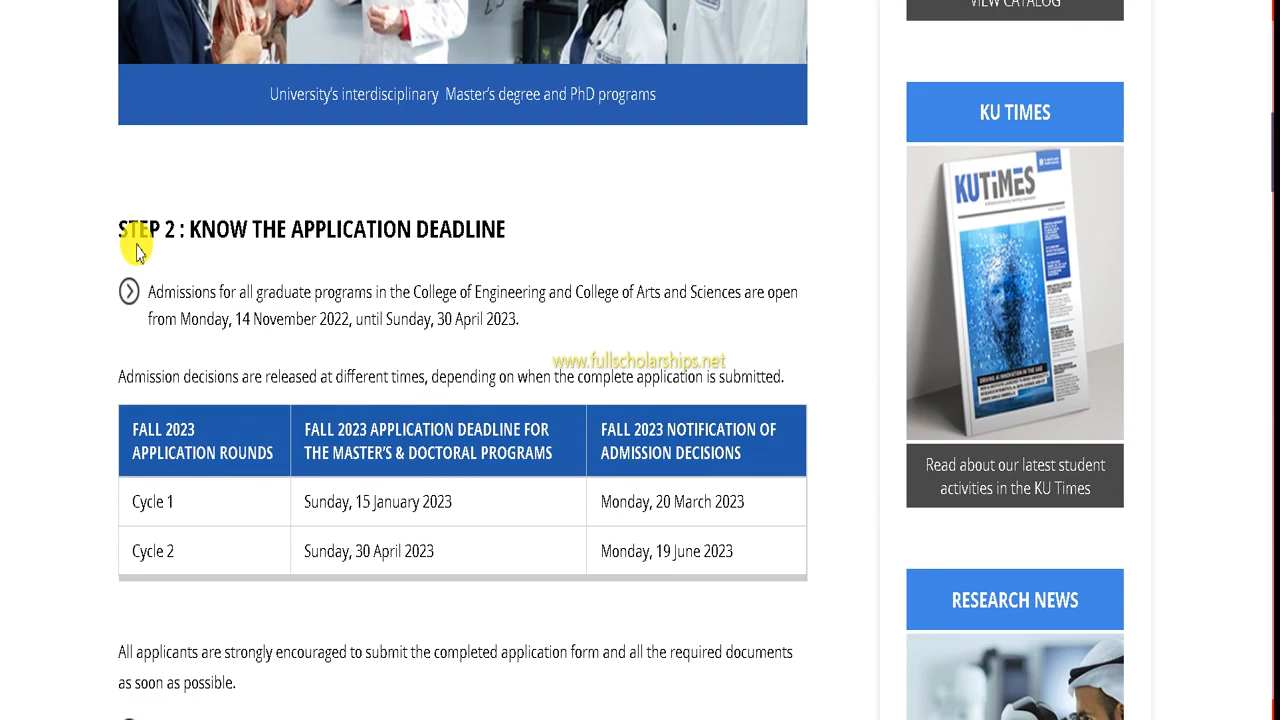 VIEW CATALOG
University's interdisciplinary Master's degree and PhD programs
STEP 2 : KNOW THE APPLICATION DEADLINE
Admissions for all graduate programs in the College of Engineering and College of Arts and Sciences are open
from Monday, 14 November 2022, until Sunday, 30 April 2023.
www.fullscholarships.net
Admission decisions are released at different times, depending on when the complete application is submitted.
FALL 2023
APPLICATION ROUNDS
FALL 2023 APPLICATION DEADLINE FOR
THE MASTER'S & DOCTORAL PROGRAMS
FALL 2023 NOTIFICATION OF
ADMISSION DECISIONS
Cycle 1
Sunday, 15 January 2023
Monday, 20 March 2023
Cycle 2
Sunday, 30 April 2023
Monday, 19 June 2023
All applicants are strongly encouraged to submit the completed application form and all the required documents
as soon as possible.
KU TIMES
KUTIMES
DRIVING AI INNOVATION IN THE UAE
Read about our latest student
activities in the KU Times
RESEARCH NEWS